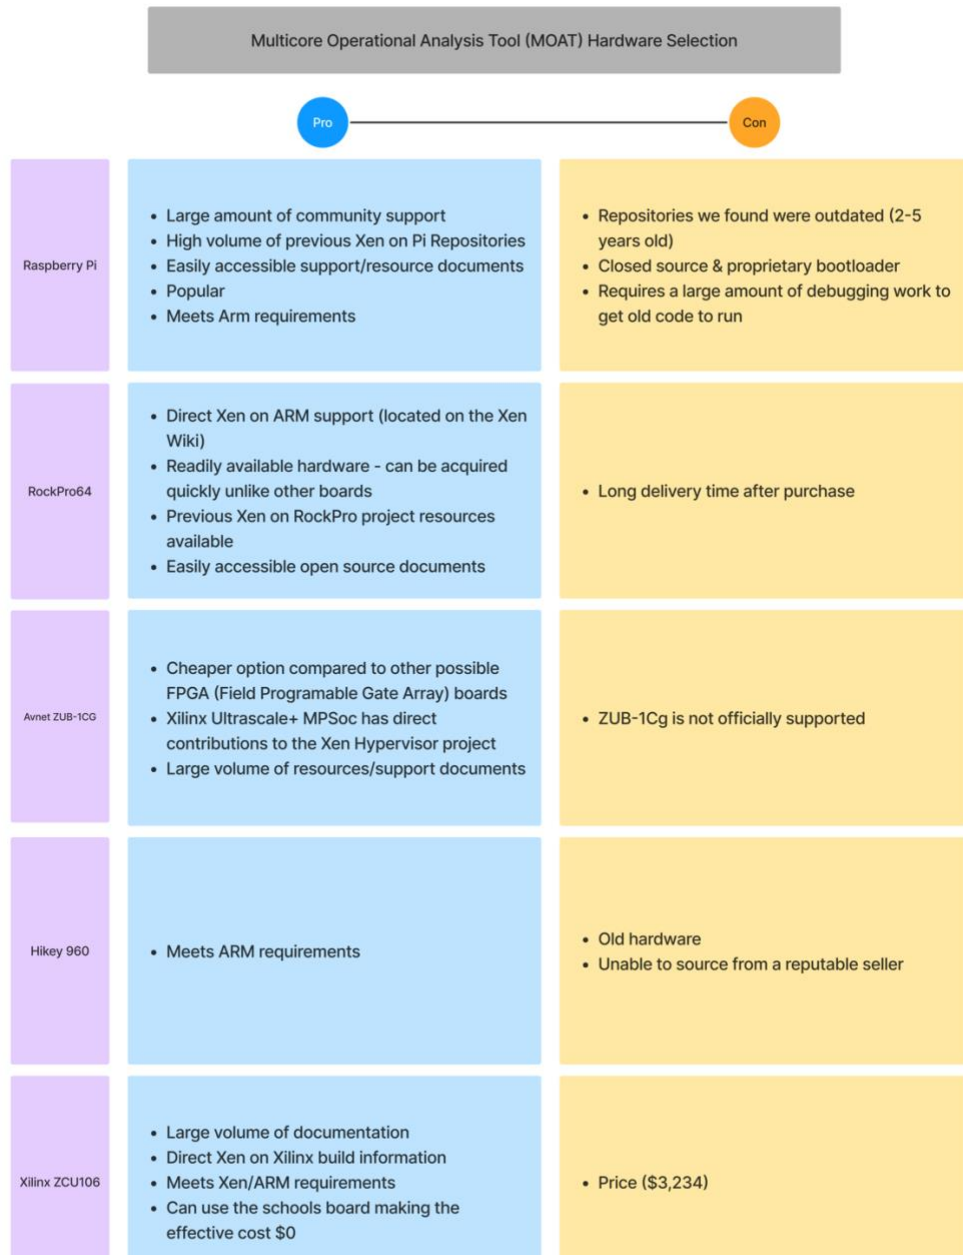 Multicore Operational Analysis Tool (MOAT) Hardware Selection
Pro
Con
Raspberry Pi
• Large amount of community support
• High volume of previous Xen on Pi Repositories
• Easily accessible support/resource documents
• Popular
• Meets Arm requirements
• Repositories we found were outdated (2-5
years old)
• Closed source & proprietary bootloader
• Requires a large amount of debugging work to
get old code to run
RockPro64
• Direct Xen on ARM support (located on the Xen
Wiki)
• Readily available hardware - can be acquired
quickly unlike other boards
• Previous Xen on RockPro project resources
available
• Easily accessible open source documents
• Long delivery time after purchase
Avnet ZUB-1CG
• Cheaper option compared to other possible
FPGA (Field Programable Gate Array) boards
• Xilinx Ultrascale+ MPSoc has direct
contributions to the Xen Hypervisor project
• Large volume of resources/support documents
• ZUB-1Cg is not officially supported
Hikey 960
• Meets ARM requirements
• Old hardware
• Unable to source from a reputable seller
Xilinx ZCU106
• Large volume of documentation
• Direct Xen on Xilinx build information
• Meets Xen/ARM requirements
• Can use the schools board making the
effective cost $0
• Price ($3,234)